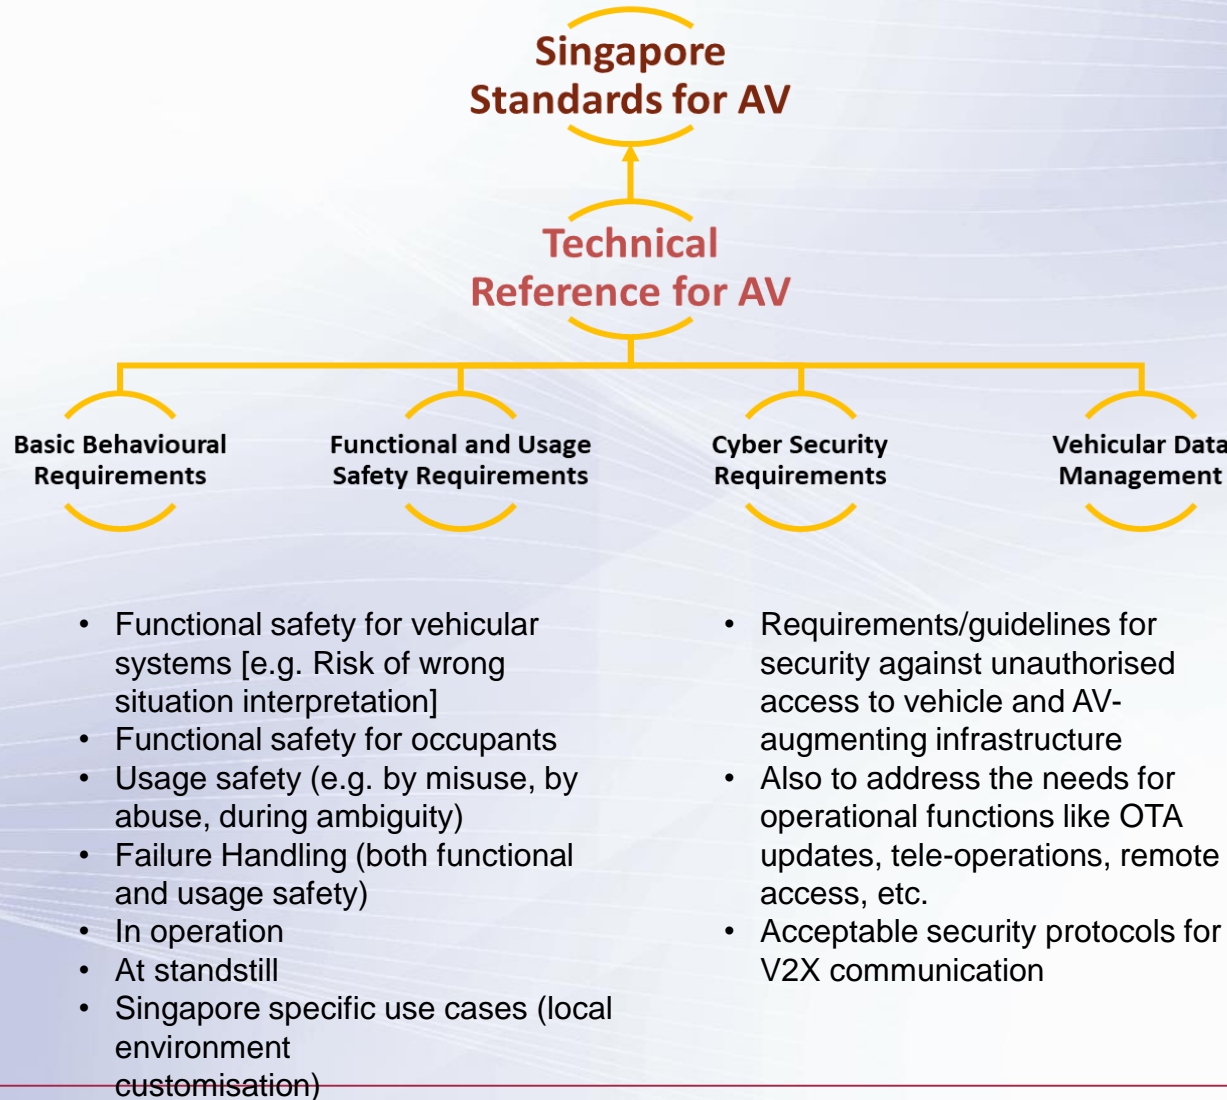 Singapore
Standards for AV
Technical
Reference for AV
Basic Behavioural
Requirements
Functional and Usage
Safety Requirements
Cyber Security
Requirements
Vehicular Data
Management
• Functional safety for vehicular
systems [e.g. Risk of wrong
situation interpretation]
• Functional safety for occupants
• Usage safety (e.g. by misuse, by
abuse, during ambiguity)
• Failure Handling (both functional
and usage safety)
• In operation
• At standstill
• Singapore specific use cases (local
environment
customisation)
• Requirements/guidelines for
security against unauthorised
access to vehicle and AV-
augmenting infrastructure
• Also to address the needs for
operational functions like OTA
updates, tele-operations, remote
access, etc.
• Acceptable security protocols for
V2X communication